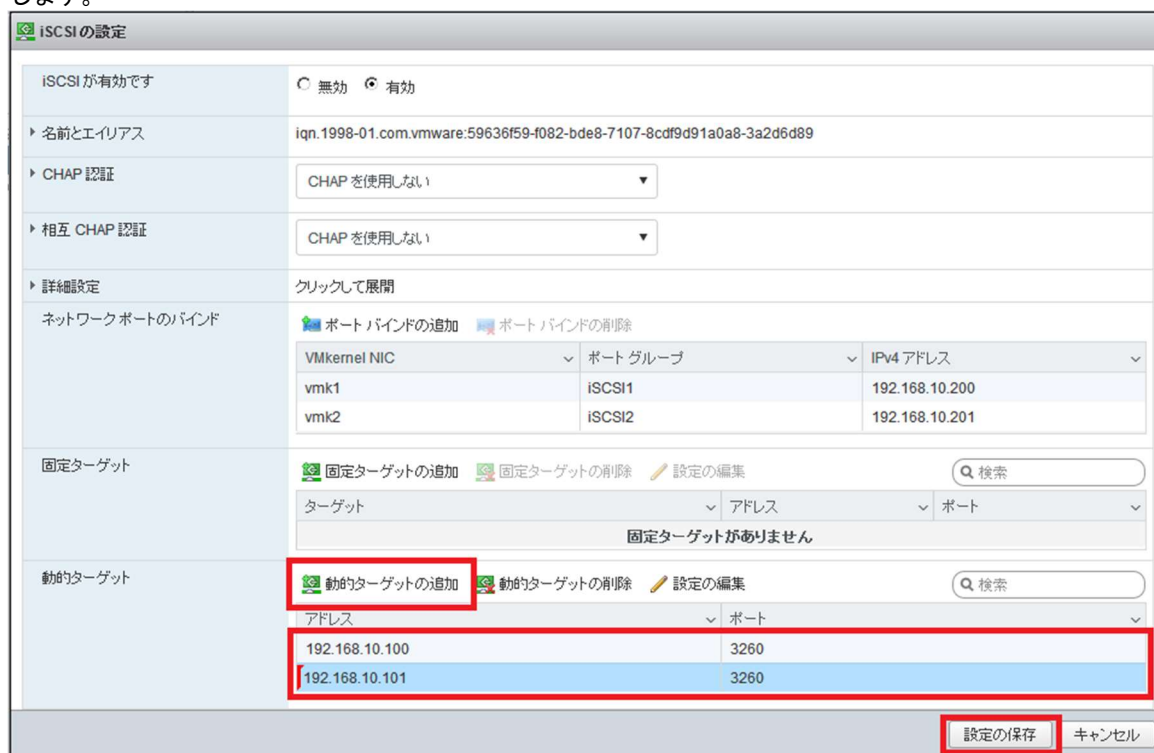 します。
iSCSIの設定
iSCSI が有効です 無効 有効
名前とエイリアス iqn.1998-01.com.vmware:59636f59-f082-bde8-7107-8cdf9d91a0a8-3a2d6d89
CHAP 認証 CHAP を使用しない
相互 CHAP 認証 CHAP を使用しない
詳細設定 クリックして展開
ネットワーク ポートのバインド ポート バインドの追加 ポート バインドの削除
VMkernel NIC ポート グループ IPv4 アドレス
vmk1 iSCSI1 192.168.10.200
vmk2 iSCSI2 192.168.10.201
固定ターゲット 固定ターゲットの追加 固定ターゲットの削除 設定の編集 検索
ターゲット アドレス ポート
固定ターゲットがありません
動的ターゲット 動的ターゲットの追加 動的ターゲットの削除 設定の編集 検索
アドレス ポート
192.168.10.100 3260
192.168.10.101 3260
設定の保存 キャンセル